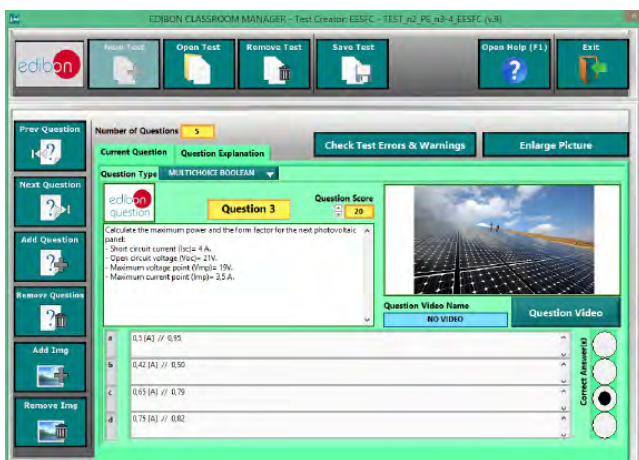 EDIBON CLASSROOM MANAGER - Test Creator: EESFC - TEST_n2_PE_n3-4_EESFC (v.9)
edibon
New Test
Open Test
Remove Test
Save Test
Open Help (F1)
Exit
Prev Question
Next Question
Add Question
Remove Question
Add Img
Remove Img
Number of Questions 5
Current Question
Question Explanation
Check Test Errors & Warnings
Enlarge Picture
Question Type MULTICHOICE BOOLEAN
edibon
question
Question 3
Question Score
20
Calculate the maximum power and the form factor for the next photovoltaic
panel:
- Short circuit current (Isc)= 4 A.
- Open circuit voltage (Voc)= 21V.
- Maximum voltage point (Vmp)= 19V.
- Maximum current point (Imp)= 3,5 A.
Question Video Name
NO VIDEO
Question Video
a 0,5 [A] // 0,95
b 0,42 [A] // 0,50
c 0,65 [A] // 0,79
d 0,75 [A] // 0,82
Correct Answer(s)